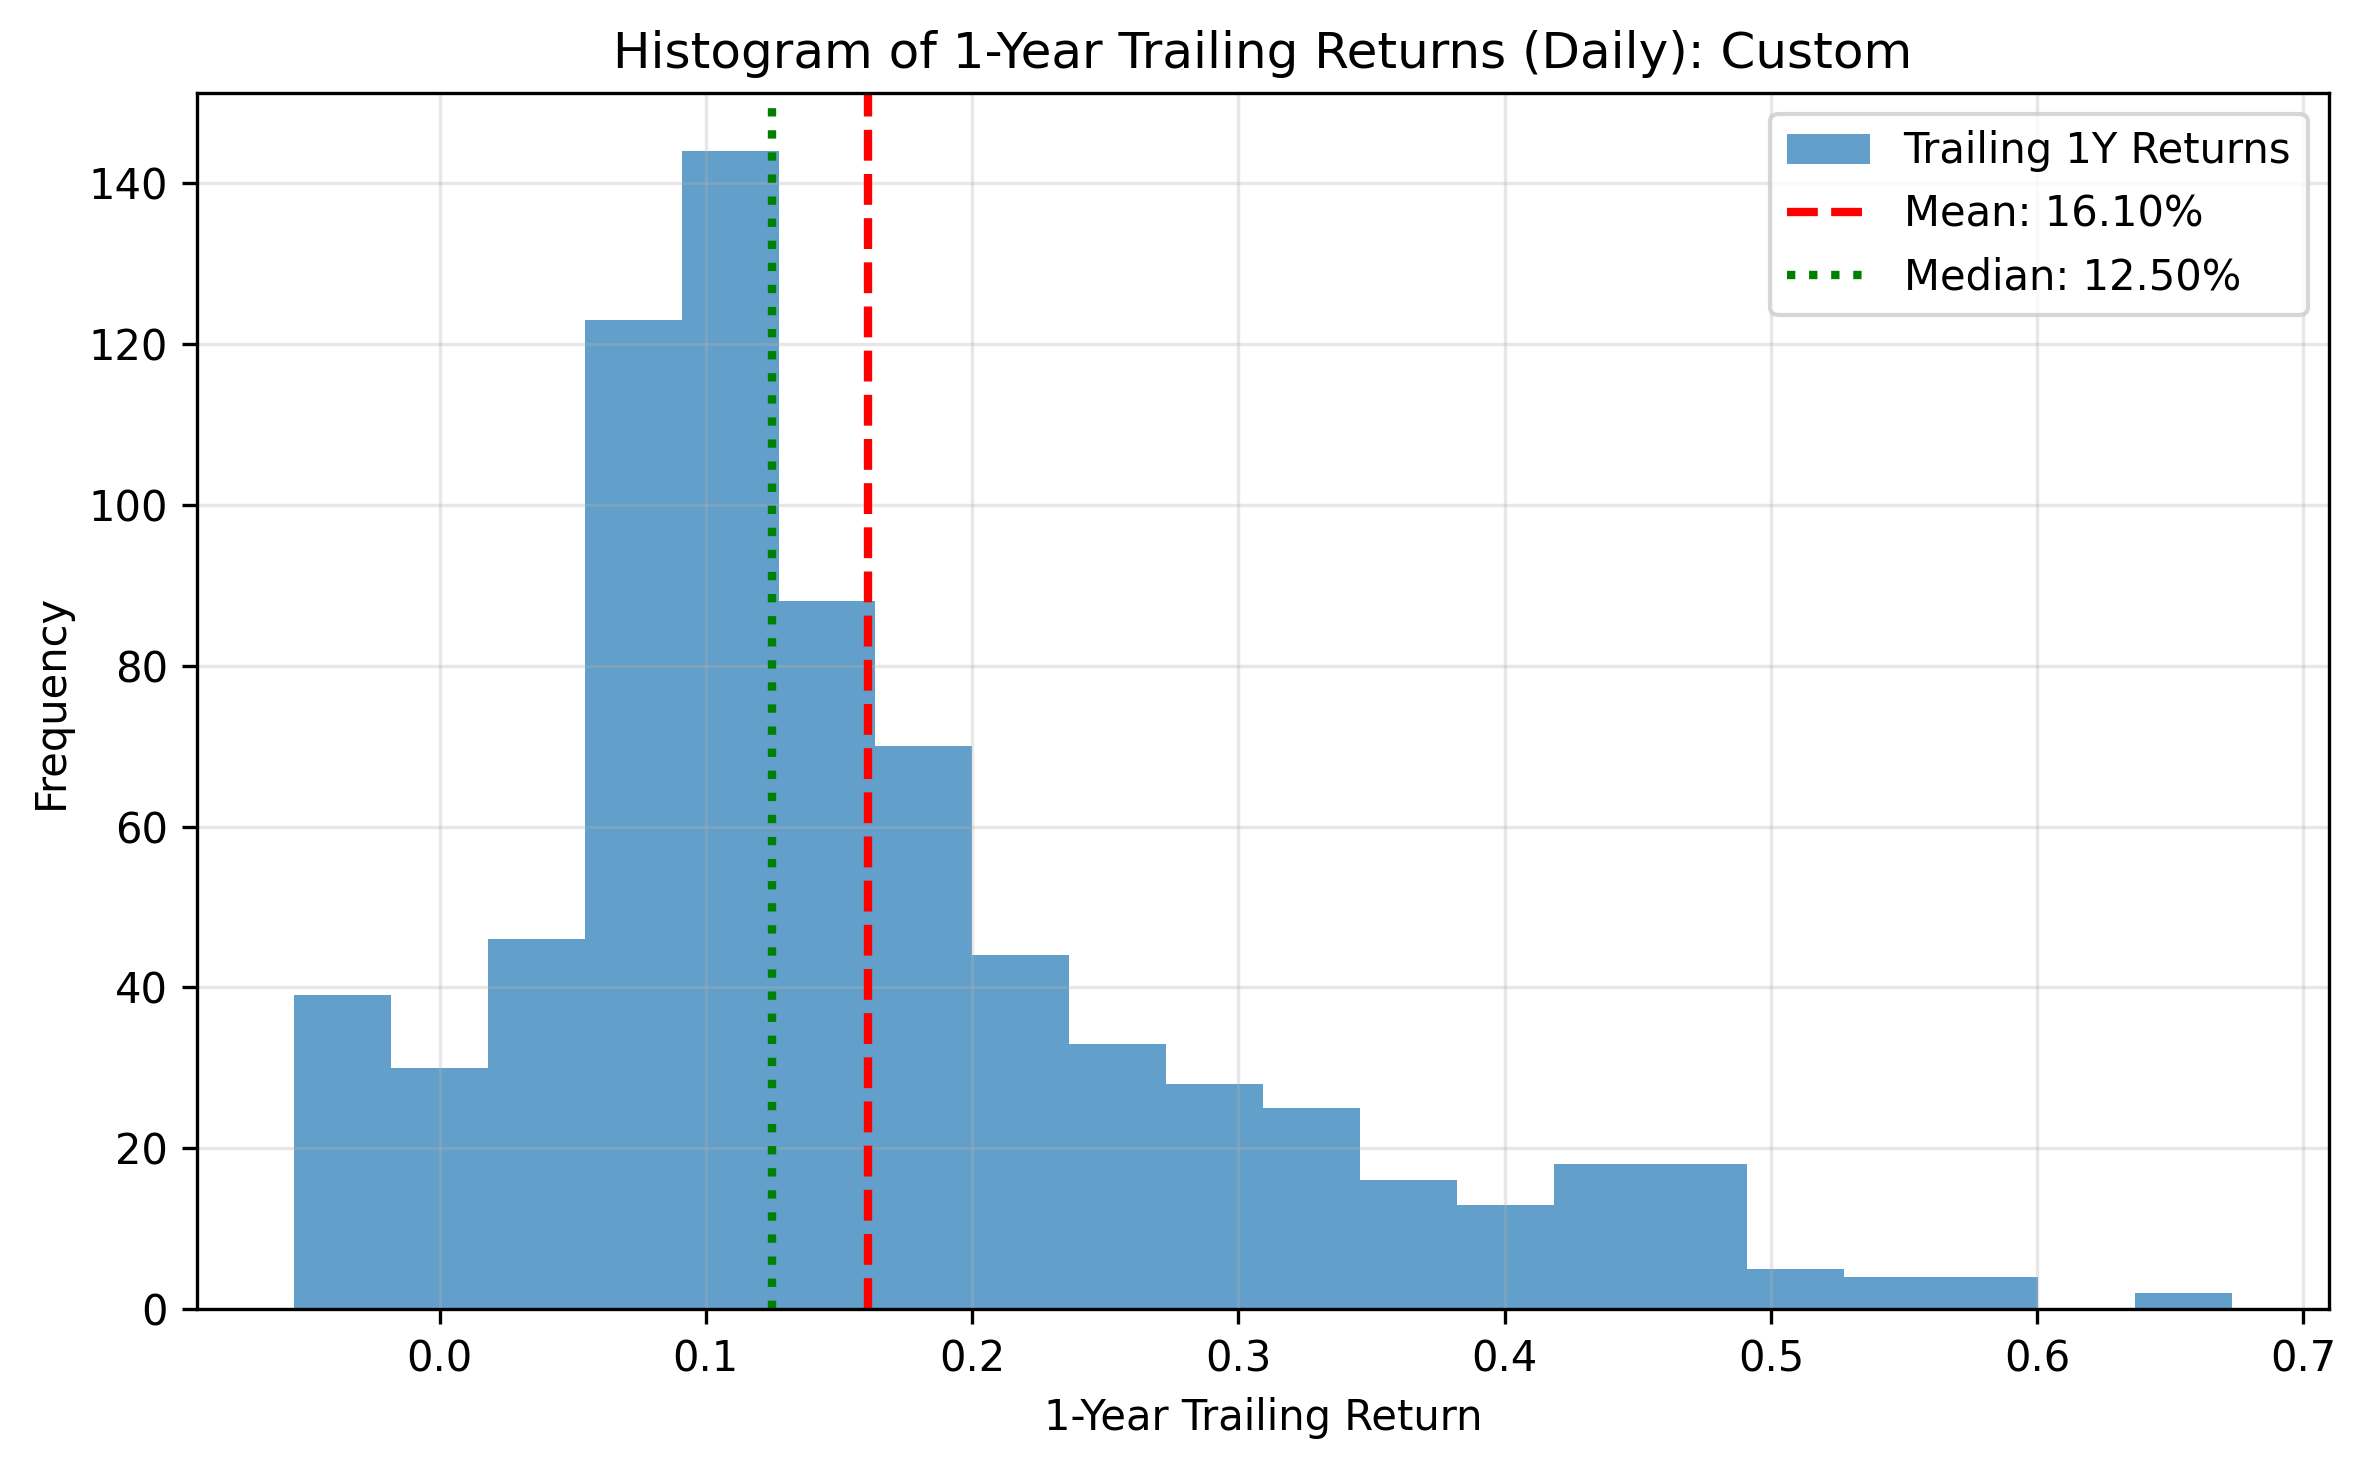 Histogram of 1-Year Trailing Returns (Daily): Custom
Trailing 1Y Returns
Mean: 16.10%
Median: 12.50%
Frequency
140
120
100
80
60
40
20
0
0.0 0.1 0.2 0.3 0.4 0.5 0.6 0.7
1-Year Trailing Return